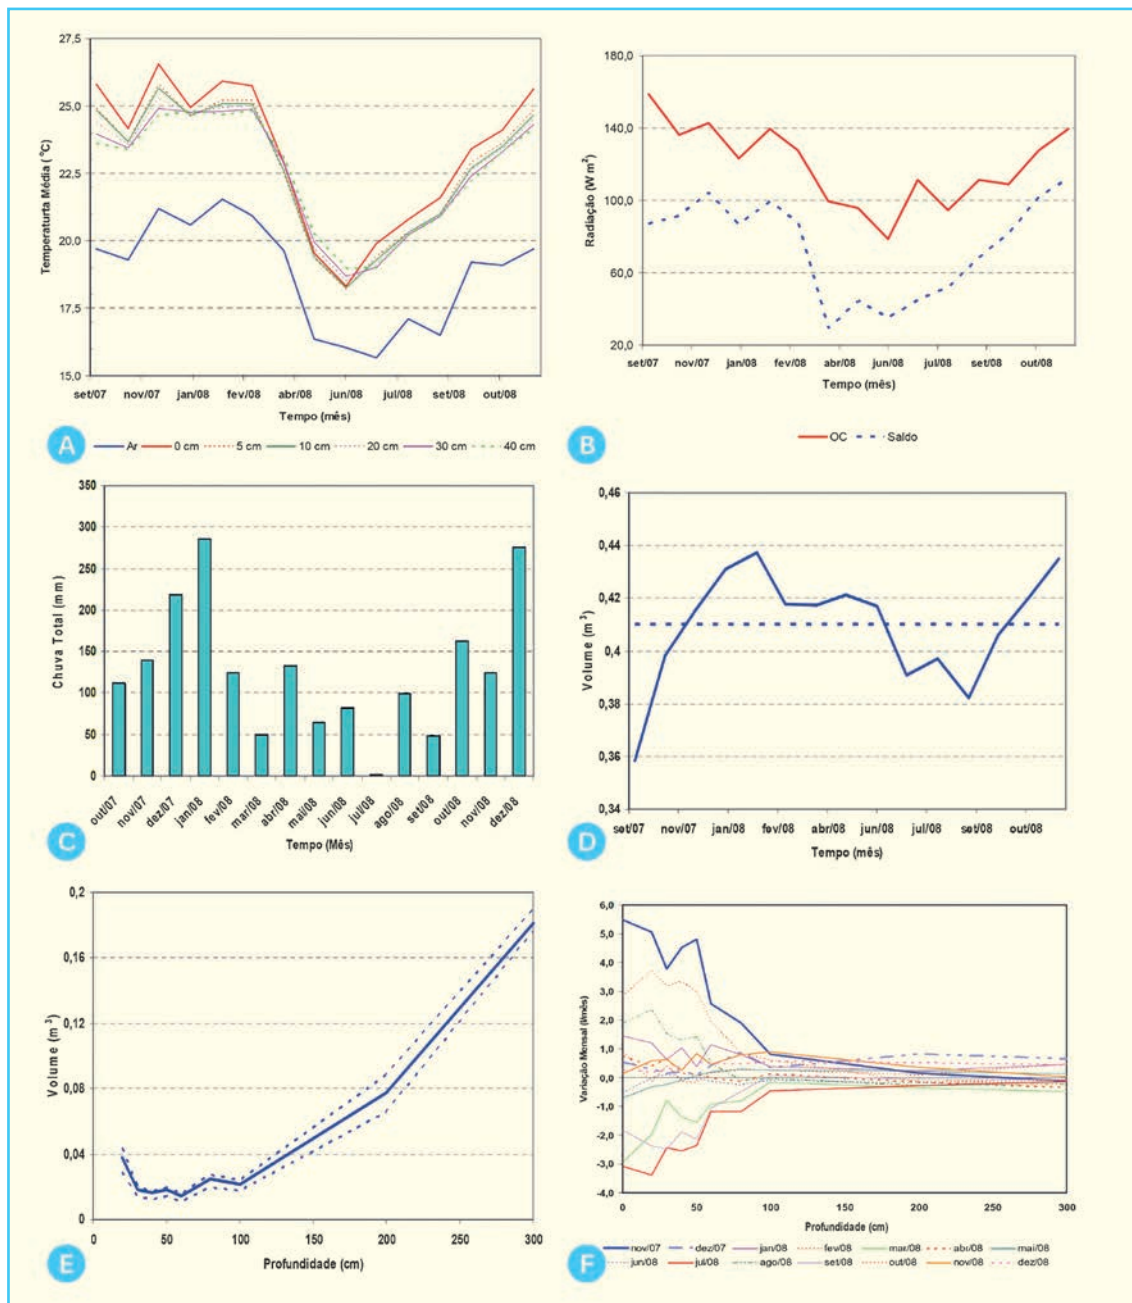 27,5
25,0
22,5
20,0
17,5
15,0
Temperaturta Média (°C)
set/07 nov/07 jan/08 fev/08 abr/08 jun/08 jul/08 set/08 out/08
Tempo (mês)
A
Ar 0 cm 5 cm 10 cm 20 cm 30 cm 40 cm
180,0
140,0
100,0
60,0
20,0
Radiação (W m²)
set/07 nov/07 jan/08 fev/08 abr/08 jun/08 jul/08 set/08 out/08
Tempo (mês)
B
OC Saldo
350
300
250
200
150
100
50
0
Chuva Total (mm)
out/07 nov/07 dez/07 jan/08 fev/08 mar/08 abr/08 mai/08 jun/08 jul/08 ago/08 set/08 out/08 nov/08 dez/08
Tempo (Mês)
C
0,46
0,44
0,42
0,4
0,38
0,36
0,34
Volume (m³)
set/07 nov/07 jan/08 fev/08 abr/08 jun/08 jul/08 set/08 out/08
Tempo (mês)
D
0,2
0,16
0,12
0,08
0,04
0
Volume (m³)
0 50 100 150 200 250 300
Profundidade (cm)
E
6,0
5,0
4,0
3,0
2,0
1,0
0,0
-1,0
-2,0
-3,0
-4,0
Variação Mensal (l/mês)
0 50 100 150 200 250 300
Profundidade (cm)
F
nov/07 dez/07 jan/08 fev/08 mar/08 abr/08 mai/08
jun/08 jul/08 ago/08 set/08 out/08 nov/08 dez/08